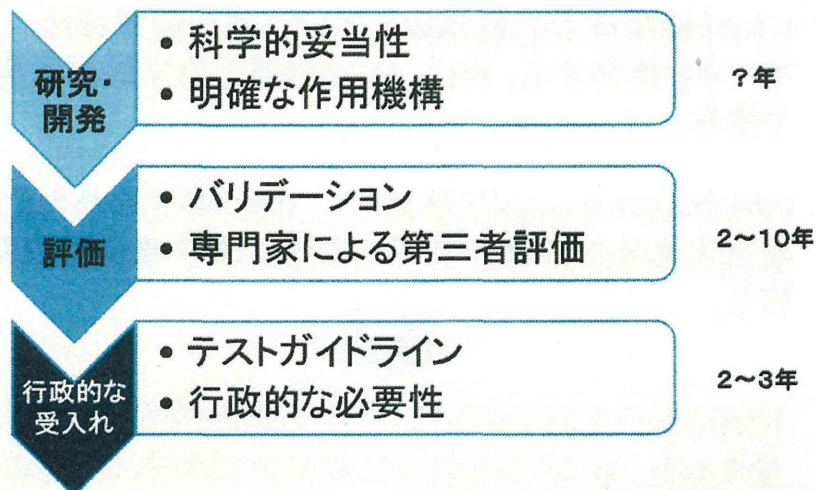 研究・
開発
• 科学的妥当性
• 明確な作用機構
?年
評価
• バリデーション
• 専門家による第三者評価
2~10年
行政的な
受入れ
• テストガイドライン
• 行政的な必要性
2~3年